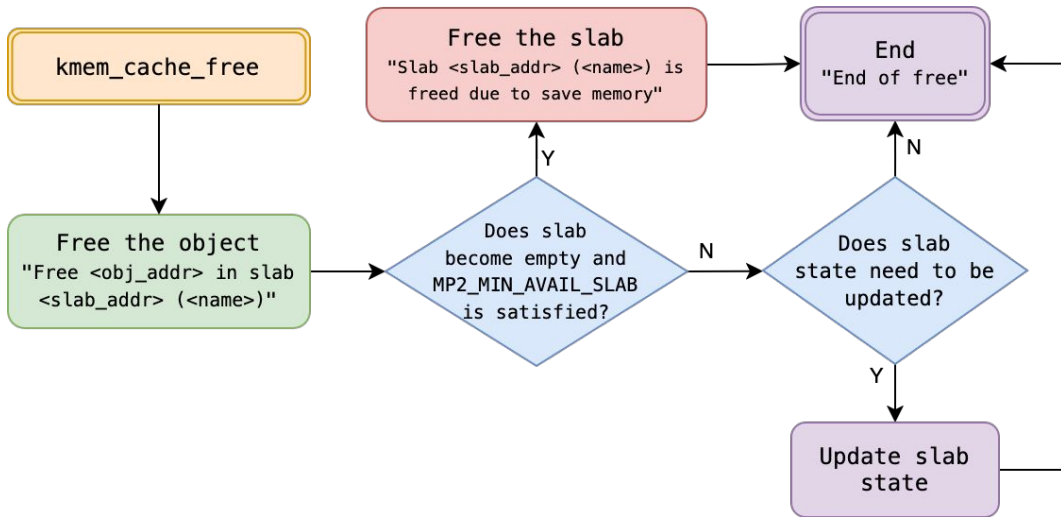 kmem_cache_free
Free the object
"Free <obj_addr> in slab
<slab_addr> (<name>)"
Free the slab
"Slab <slab_addr> (<name>) is
freed due to save memory"
Y
Does slab
become empty and
MP2_MIN_AVAIL_SLAB
is satisfied?
N
End
"End of free"
N
Does slab
state need to be
updated?
Y
Update slab
state